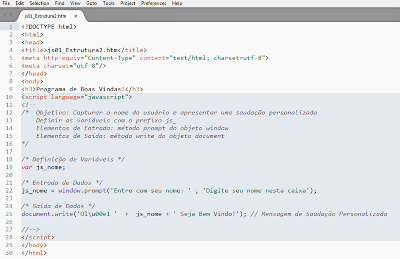 File Edit Selection Find View Goto Tools Project Preferences Help
js01_Estrutura2.htm ×
1 <!DOCTYPE html>
2 <html>
3 <head>
4 <title>js01_Estrutura2.htm</title>
5 <meta http-equiv="Content-Type" content="text/html; charset=utf-8">
6 <meta charset="utf-8"/>
7 </head>
8 <body>
9 <h1>Programa de Boas Vindas!</h1>
10 <script language="javascript">
11 <!--
12 /* Objetivo: Capturar o nome do usuário e apresentar uma saudação personalizada
13 Definir as variáveis com o prefixo js_
14 Elementos de Entrada: método prompt do objeto window
15 Elementos de Saída: método write do objeto document
16 */
17
18 /* Definição de Variáveis */
19 var js_nome;
20
21 /* Entrada de Dados */
22 js_nome = window.prompt('Entre com seu nome: ' , 'Digite seu nome nesta caixa');
23
24 /* Saída de Dados */
25 document.write('Ol\u00e1 ' + js_nome + ' Seja Bem Vindo!'); // Mensagem de Saudação Personalizada
26
27 //-->
28 </script>
29 </body>
30 </html>